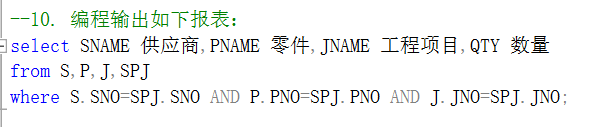 --10. 编程输出如下报表：
select SNAME 供应商,PNAME 零件,JNAME 工程项目,QTY 数量
from S,P,J,SPJ
where S.SNO=SPJ.SNO AND P.PNO=SPJ.PNO AND J.JNO=SPJ.JNO;